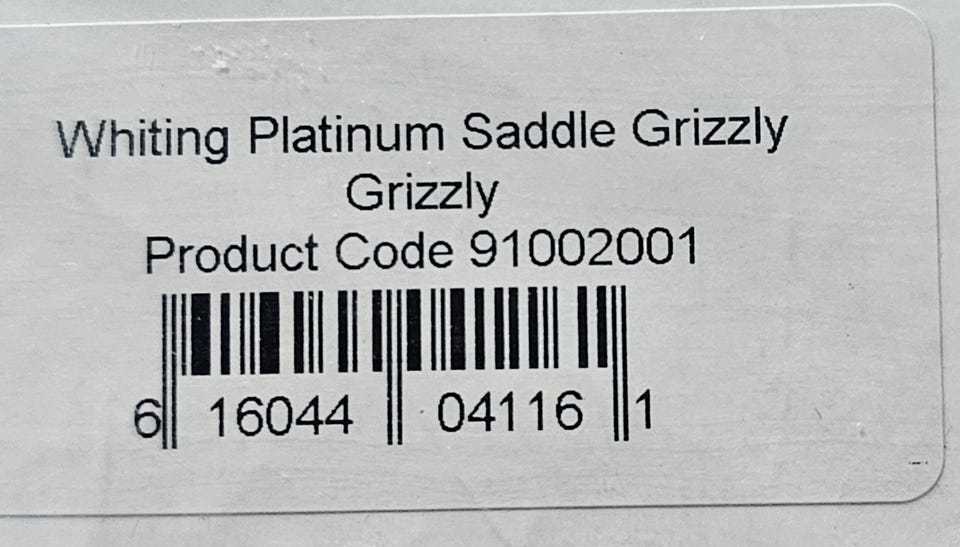 Whiting Platinum Saddle Grizzly
Grizzly
Product Code 91002001
6 16044 04116 1